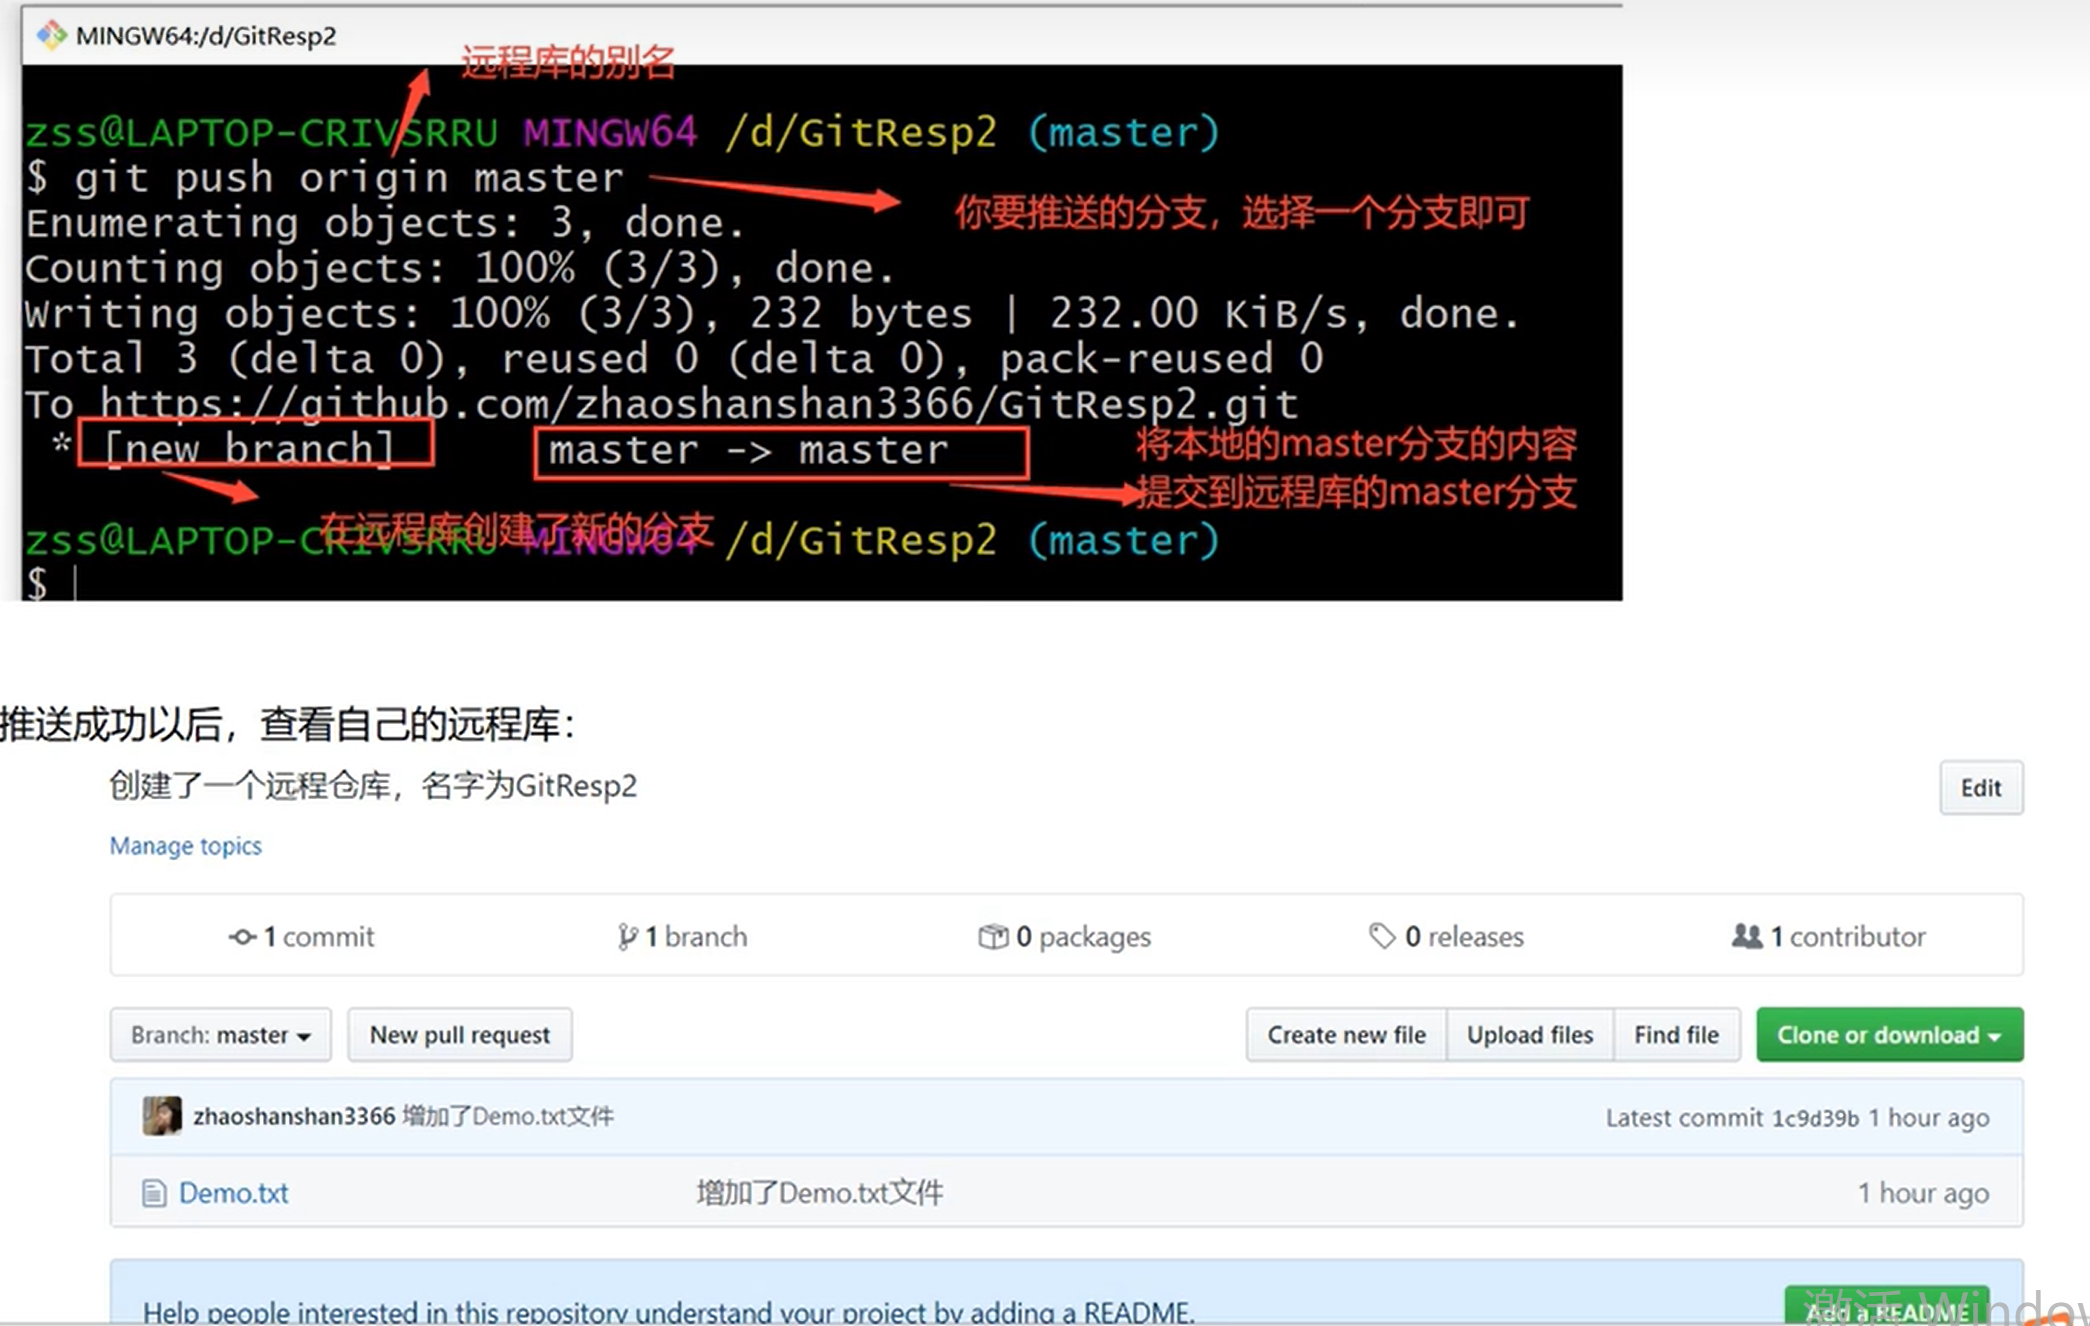 MINGW64:/d/GitResp2
远程库的别名
zss@LAPTOP-CRIVSRRU MINGW64 /d/GitResp2 (master)
$ git push origin master
你要推送的分支，选择一个分支即可
Enumerating objects: 3, done.
Counting objects: 100% (3/3), done.
Writing objects: 100% (3/3), 232 bytes | 232.00 KiB/s, done.
Total 3 (delta 0), reused 0 (delta 0), pack-reused 0
To https://github.com/zhaoshanshan3366/GitResp2.git
* [new branch] master -> master
将本地的master分支的内容
提交到远程库的master分支
在远程库创建了新的分支
zss@LAPTOP-CRIVSRRU MINGW64 /d/GitResp2 (master)
$
推送成功以后，查看自己的远程库：
创建了一个远程仓库，名字为GitResp2
Edit
Manage topics
1 commit 1 branch 0 packages 0 releases 1 contributor
Branch: master New pull request Create new file Upload files Find file Clone or download
zhaoshanshan3366 增加了Demo.txt文件 Latest commit 1c9d39b 1 hour ago
Demo.txt 增加了Demo.txt文件 1 hour ago
Help people interested in this repository understand your project by adding a README.
Add a README
激活 Windows